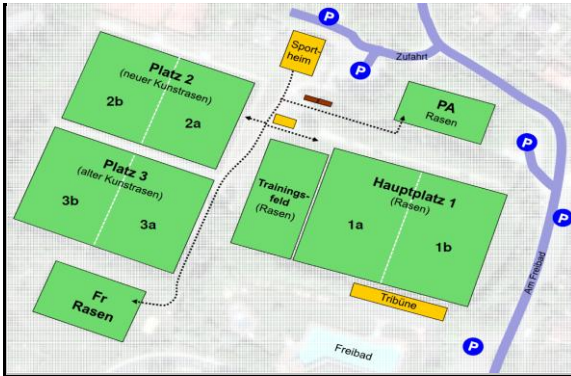 P
Sport-
heim
Zufahrt
P
P
Platz 2
(neuer Kunstrasen)
2b
2a
PA
Rasen
P
Platz 3
(alter Kunstrasen)
3b
3a
Trainings-
feld
(Rasen)
Hauptplatz 1
(Rasen)
1a
1b
P
Fr
Rasen
Tribüne
Am Freibad
Freibad
P